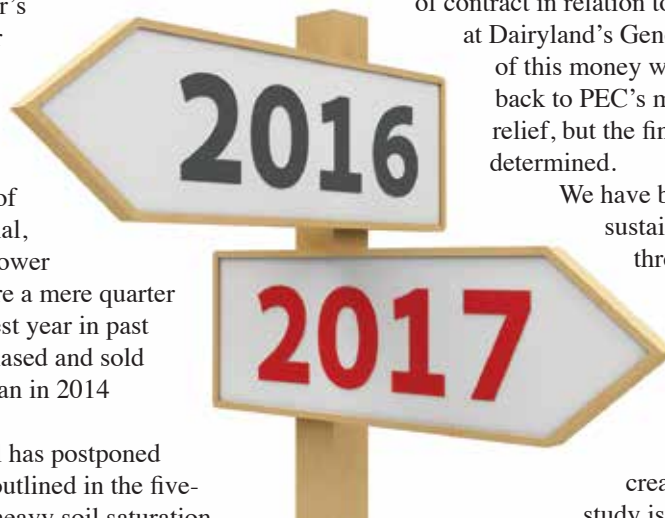 r's
r
of
al,
ower
re a mere quarter
est year in past
ased and sold
an in 2014
has postponed
outlined in the five-
heavy soil saturation
2016
2017
of contract in relation to
at Dairyland's Gen
of this money w
back to PEC's m
relief, but the fin
determined.
We have b
sustai
thr
crea
study is